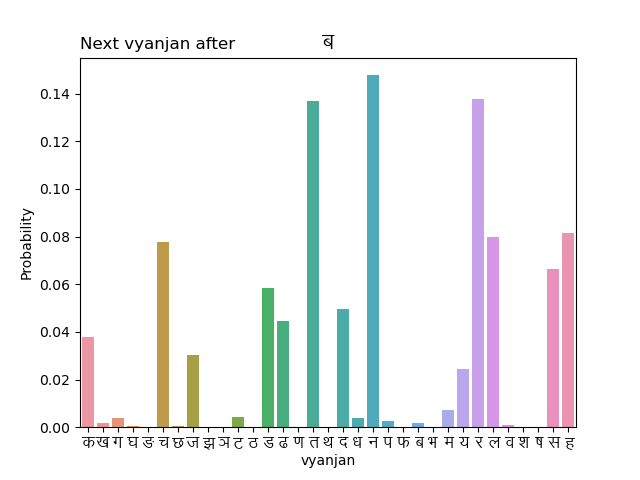 Next vyanjan after ब
0.14
0.12
0.10
0.08
0.06
0.04
0.02
0.00
Probability
क ख ग घ ङ च छ ज झ ञ ट ठ ड ढ ण त थ द ध न प फ ब भ म य र ल व श ष स ह
vyanjan